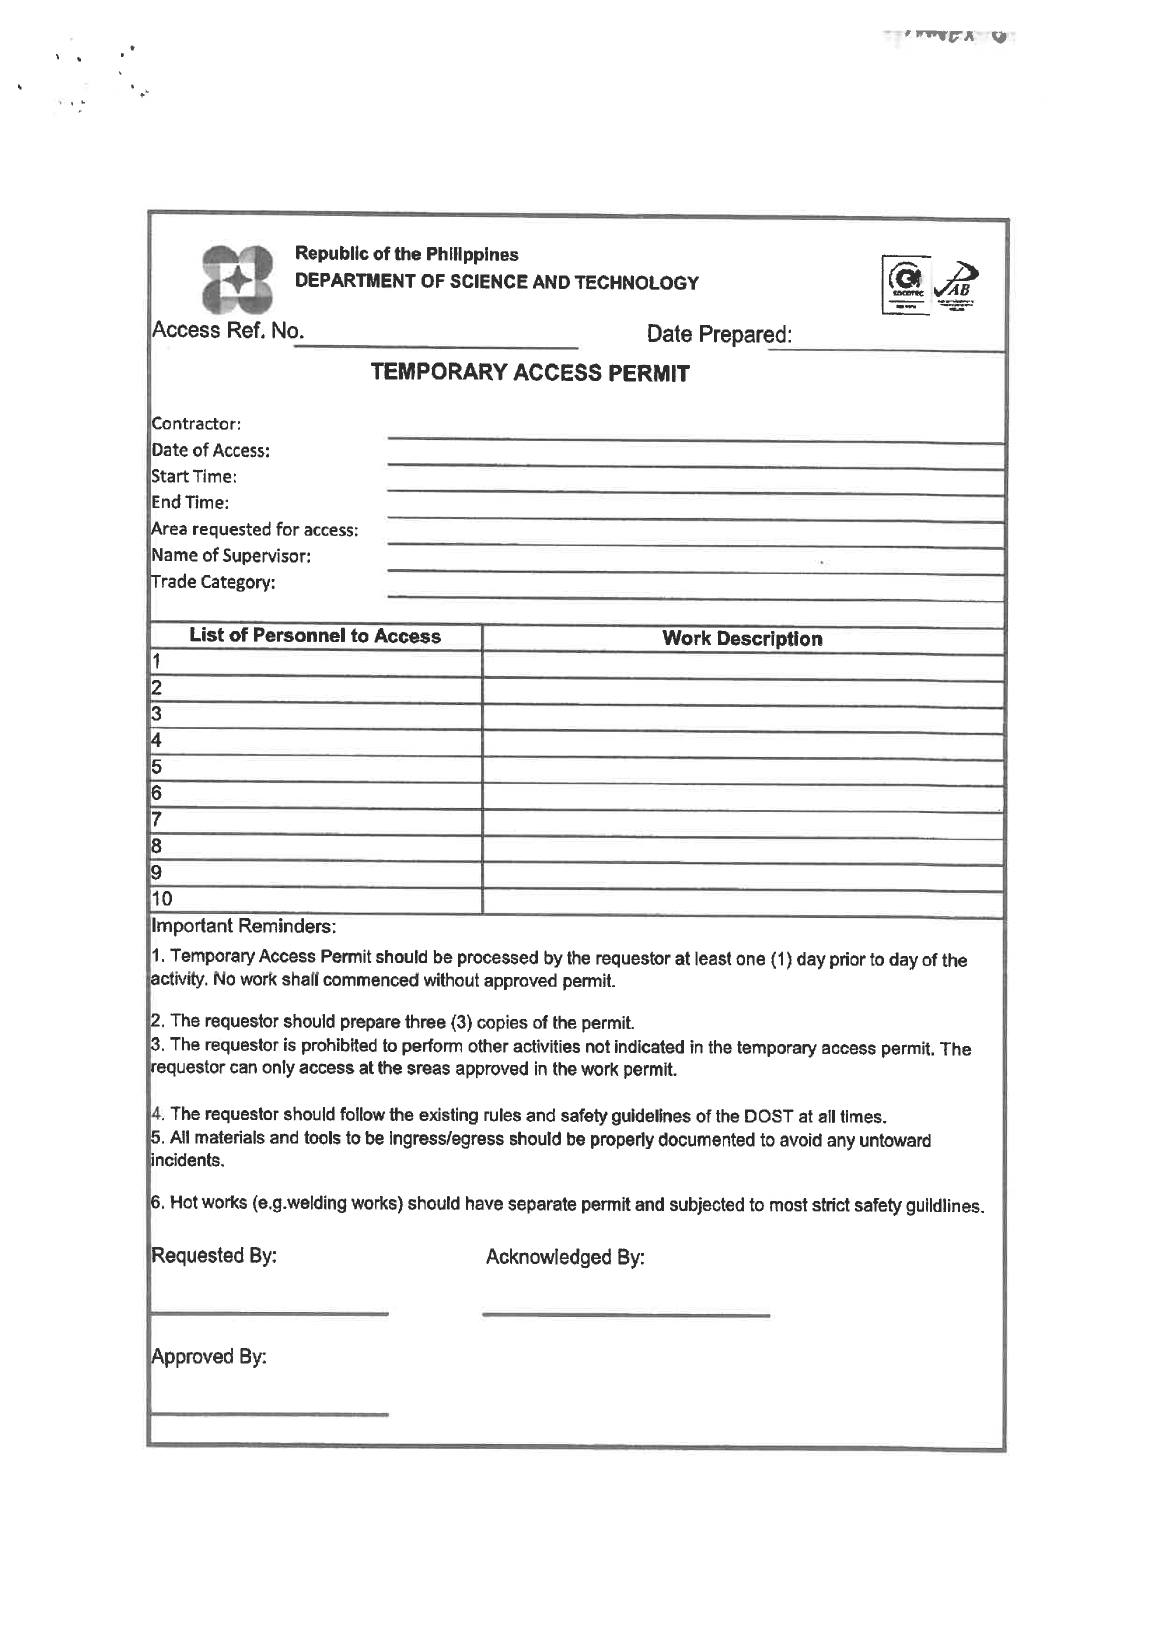 Republic of the Philippines
DEPARTMENT OF SCIENCE AND TECHNOLOGY
SOCOTEC
PAB
Access Ref. No.
Date Prepared:
TEMPORARY ACCESS PERMIT
Contractor:
Date of Access:
Start Time:
End Time:
Area requested for access:
Name of Supervisor:
Trade Category:
List of Personnel to Access Work Description
1
2
3
4
5
6
7
8
9
10
Important Reminders:
1. Temporary Access Permit should be processed by the requestor at least one (1) day prior to day of the
activity. No work shall commenced without approved permit.
2. The requestor should prepare three (3) copies of the permit.
3. The requestor is prohibited to perform other activities not indicated in the temporary access permit. The
requestor can only access at the sreas approved in the work permit.
4. The requestor should follow the existing rules and safety guidelines of the DOST at all times.
5. All materials and tools to be ingress/egress should be properly documented to avoid any untoward
incidents.
6. Hot works (e.g.welding works) should have separate permit and subjected to most strict safety guildlines.
Requested By:
Acknowledged By:
Approved By: